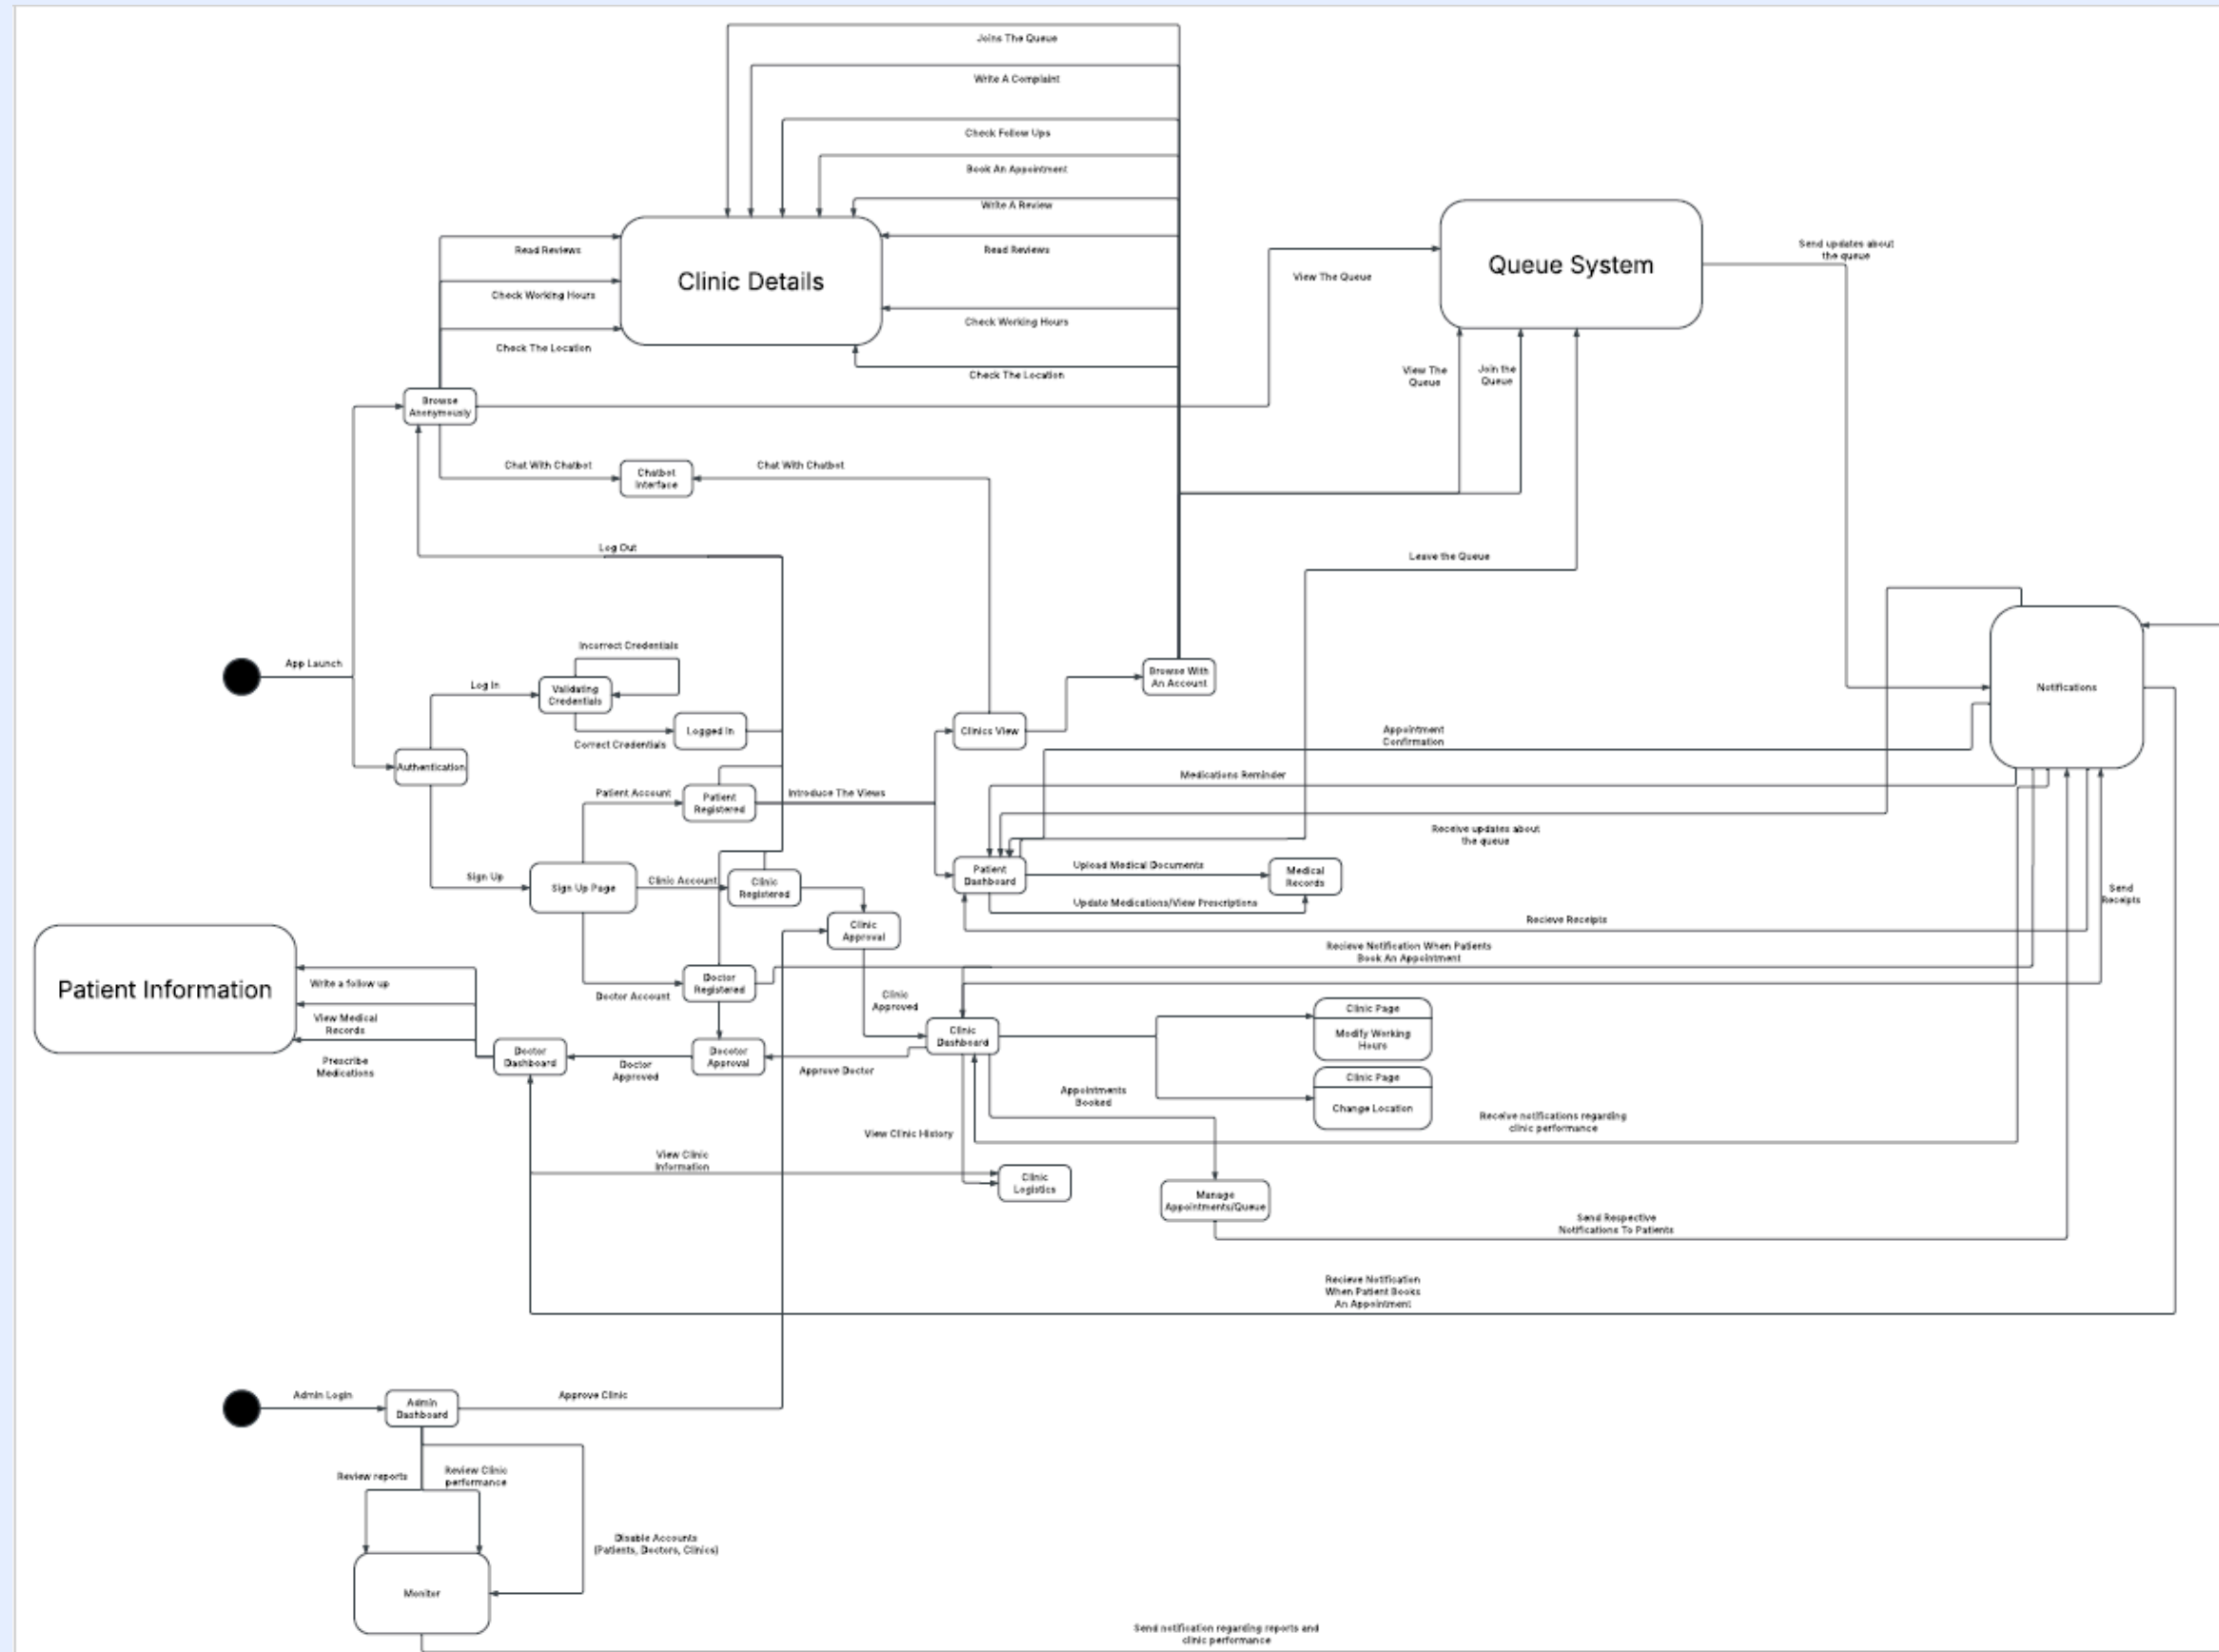 Joins The Queue
Write A Complaint
Check Follow Ups
Book An Appointment
Write A Review
Read Reviews
Read Reviews
Clinic Details
Check Working Hours
Check Working Hours
Check The Location
Check The Location
Queue System
Send updates about
the queue
View The Queue
View The
Queue
Join the
Queue
Browse
Anonymously
Chat With Chatbot
Chatbot
Interface
Chat With Chatbot
Log Out
Leave the Queue
App Launch
Incorrect Credentials
Log In
Validating
Credentials
Correct Credentials
Logged In
Authentication
Browse With
An Account
Clinics View
Notifications
Appointment
Confirmation
Medications Reminder
Patient Account
Patient
Registered
Introduce The Views
Receive updates about
the queue
Sign Up
Sign Up Page
Clinic Account
Clinic
Registered
Patient
Dashboard
Upload Medical Documents
Medical
Records
Update Medications/View Prescriptions
Send
Receipts
Recieve Receipts
Clinic
Approval
Recieve Notification When Patients
Book An Appointment
Patient Information
Write a follow up
View Medical
Records
Prescribe
Medications
Doctor Account
Doctor
Registered
Clinic
Approved
Clinic
Dashboard
Clinic Page
Modify Working
Hours
Doctor
Dashboard
Doctor
Approved
Docotor
Approval
Approve Doctor
Clinic Page
Change Location
Appointments
Booked
Receive notifications regarding
clinic performance
View Clinic History
View Clinic
Information
Clinic
Logistics
Manage
Appointments/Queue
Send Respective
Notifications To Patients
Recieve Notification
When Patient Books
An Appointment
Admin Login
Admin
Dashboard
Approve Clinic
Review reports
Review Clinic
performance
Disable Accounts
(Patients, Doctors, Clinics)
Monitor
Send notification regarding reports and
clinic performance